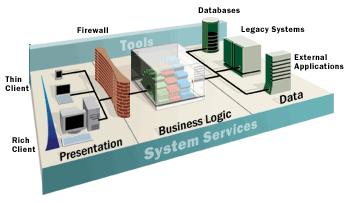 Databases
Firewall
Legacy Systems
Tools
External
Applications
Thin
Client
Rich
Client
Presentation
Business Logic
Data
System Services